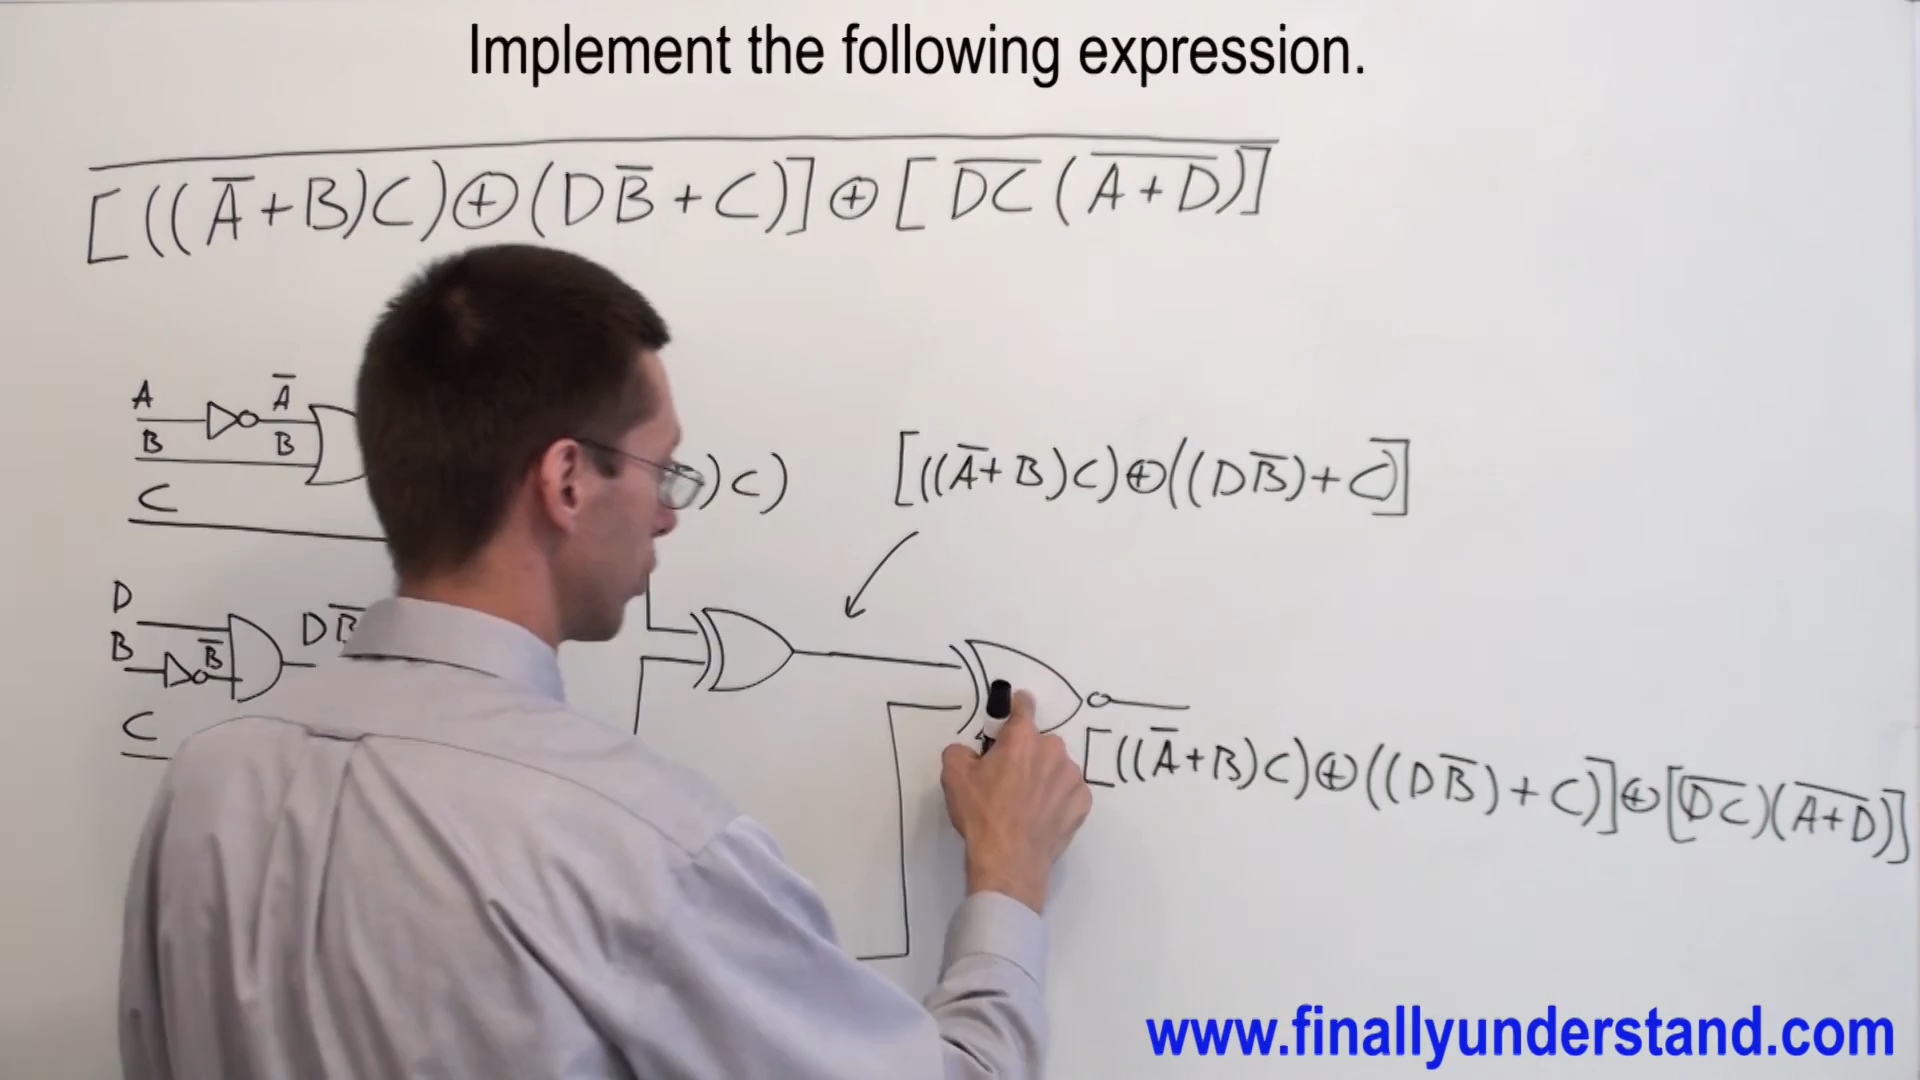 Implement the following expression.
[((A̅+B)C)⊕(DB̅+C)]⊕[D̅C̅(A̅+̅D̅)]
A
A̅
B
B
C
)C)
[((A̅+B)C)⊕((DB̅)+C)]
D
B
B̅
DB̅
C
[((A̅+B)C)⊕((DB̅)+C)]⊕[D̅C̅)(A̅+̅D̅)]
www.finallyunderstand.com